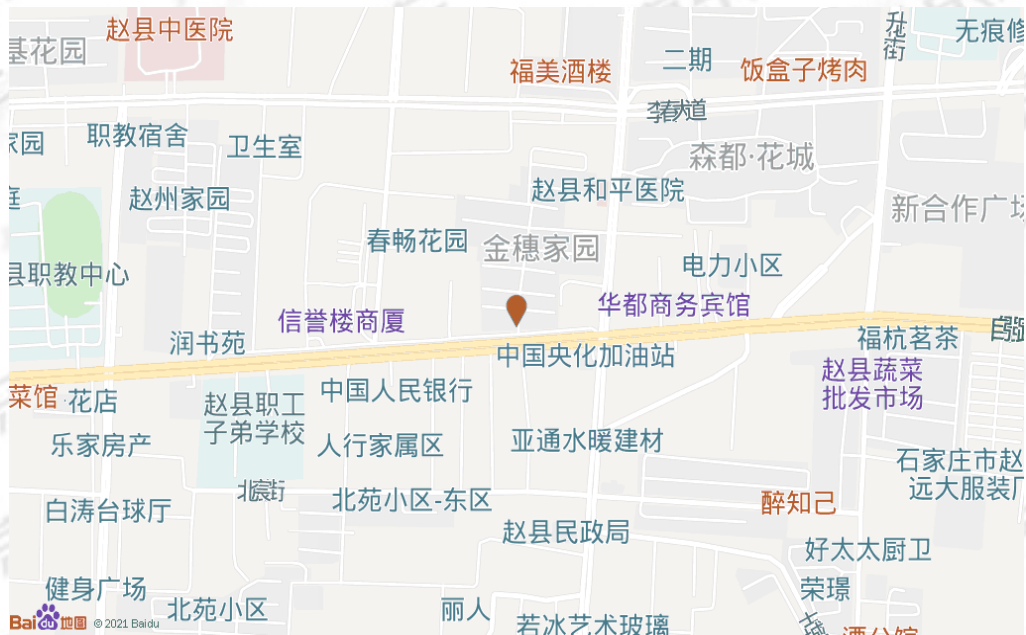 赵县中医院
基花园
无痕修
升龙街
二期
福美酒楼
饭盒子烤肉
李春大道
职教宿舍
家园
卫生室
森都·花城
赵州家园
庭
赵县和平医院
新合作广场
春畅花园
金穗家园
电力小区
县职教中心
华都商务宾馆
信誉楼商厦
润书苑
福杭茗茶
中国央化加油站
赵县蔬菜
批发市场
中国人民银行
菜馆
花店
赵县职工
子弟学校
乐家房产
人行家属区
亚通水暖建材
石家庄市赵
远大服装厂
北宸街
北苑小区-东区
白涛台球厅
醉知己
赵县民政局
好太太厨卫
健身广场
荣璟
北苑小区
丽人
若冰艺术玻璃
Bai du 地图
© 2021 Baidu